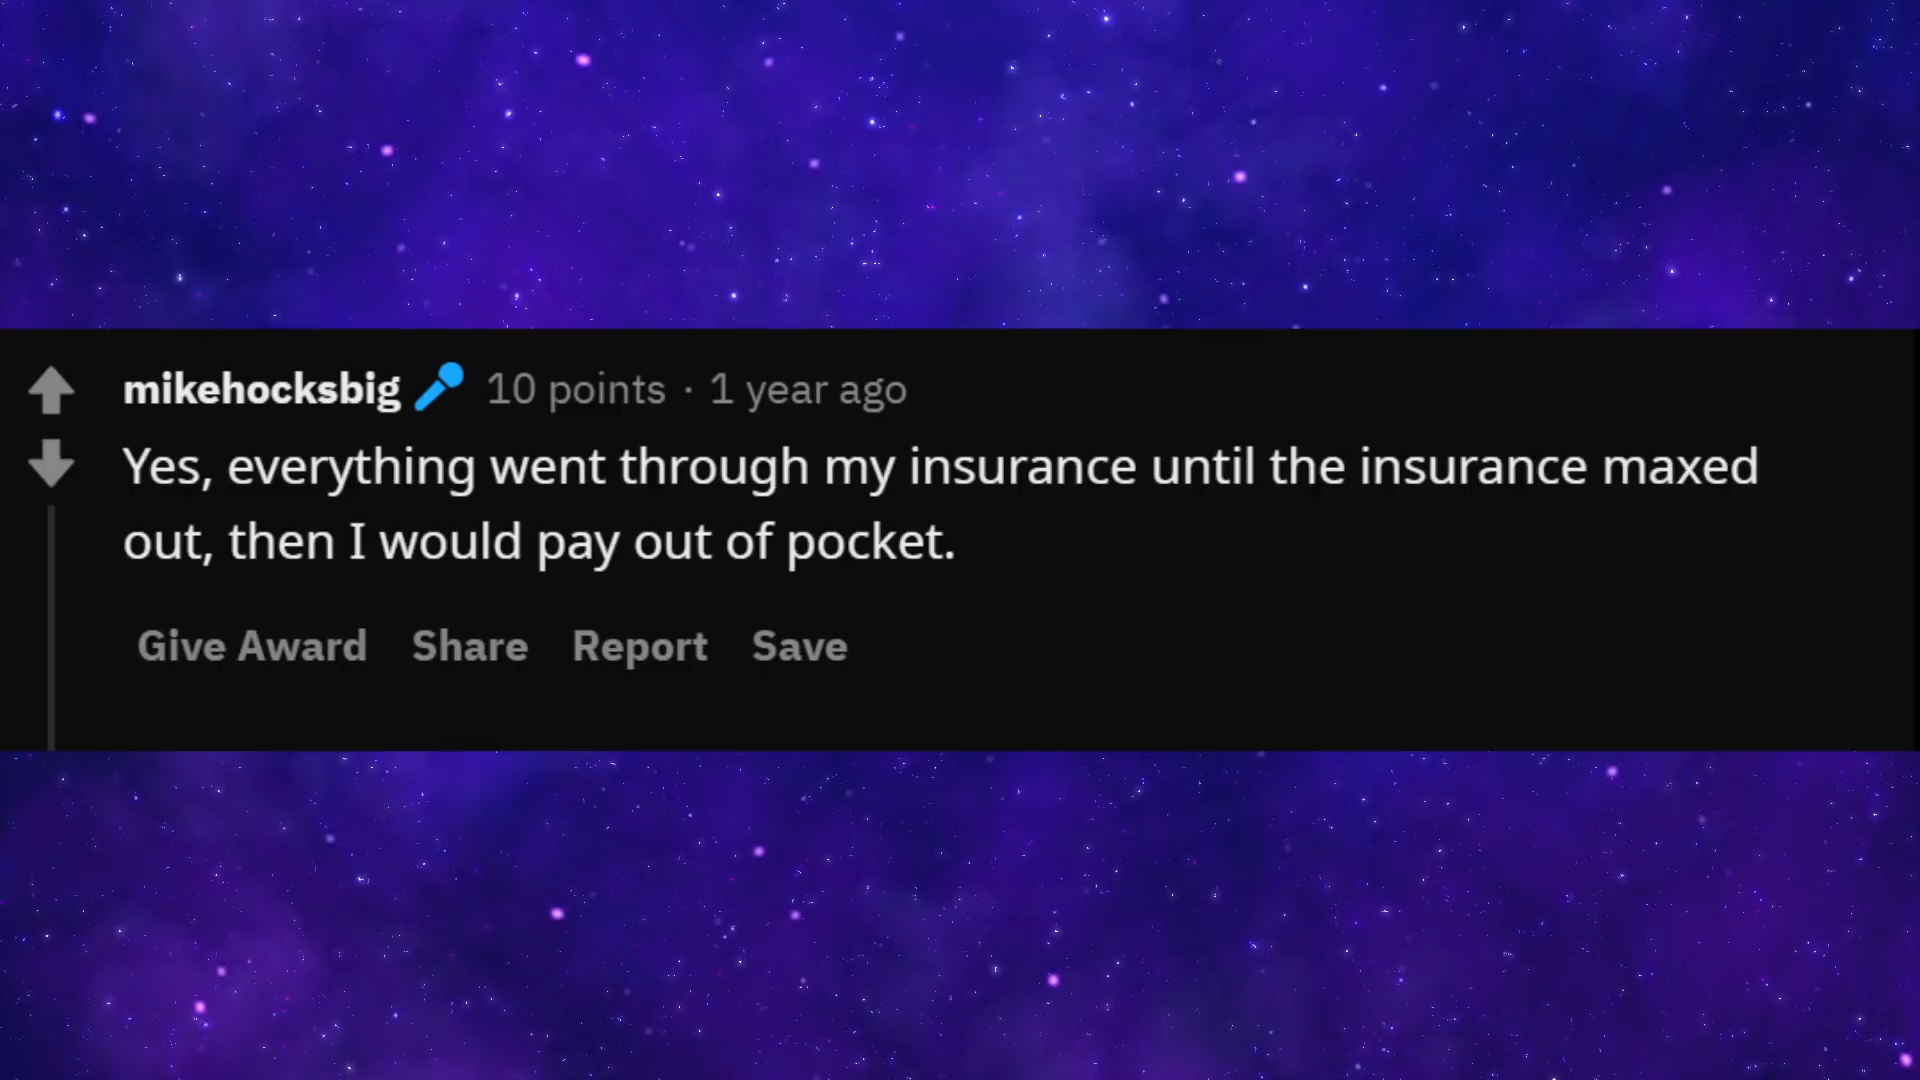 mikehocksbig 10 points · 1 year ago
Yes, everything went through my insurance until the insurance maxed
out, then I would pay out of pocket.
Give Award Share Report Save